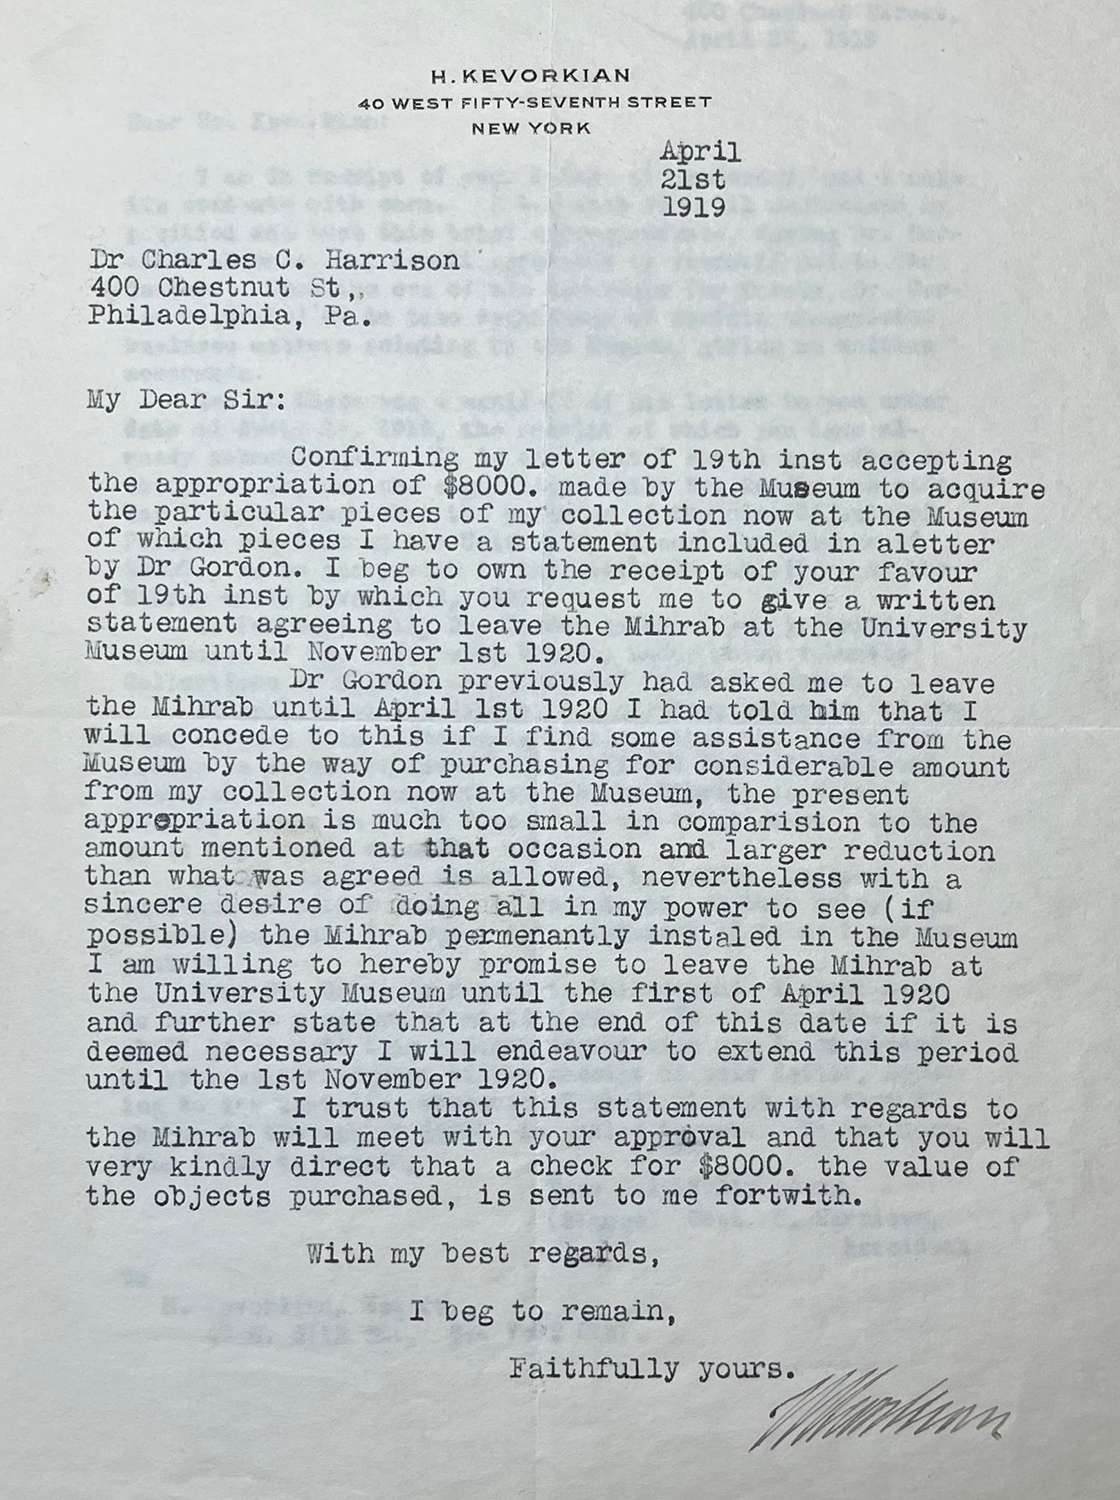 H. KEVORKIAN
40 WEST FIFTY-SEVENTH STREET
NEW YORK
April
21st
1919
Dr Charles C. Harrison
400 Chestnut St,,
Philadelphia, Pa.
My Dear Sir:
Confirming my letter of 19th inst accepting
the appropriation of $8000. made by the Museum to acquire
the particular pieces of my collection now at the Museum
of which pieces I have a statement included in aletter
by Dr Gordon. I beg to own the receipt of your favour
of 19th inst by which you request me to give a written
statement agreeing to leave the Mihrab at the University
Museum until November 1st 1920.
Dr Gordon previously had asked me to leave
the Mihrab until April 1st 1920 I had told him that I
will concede to this if I find some assistance from the
Museum by the way of purchasing for considerable amount
from my collection now at the Museum, the present
appropriation is much too small in comparision to the
amount mentioned at that occasion and larger reduction
than what was agreed is allowed, nevertheless with a
sincere desire of doing all in my power to see (if
possible) the Mihrab permenantly instaled in the Museum
I am willing to hereby promise to leave the Mihrab at
the University Museum until the first of April 1920
and further state that at the end of this date if it is
deemed necessary I will endeavour to extend this period
until the 1st November 1920.
I trust that this statement with regards to
the Mihrab will meet with your approval and that you will
very kindly direct that a check for $8000. the value of
the objects purchased, is sent to me fortwith.
With my best regards,
I beg to remain,
Faithfully yours.
HKevorkian